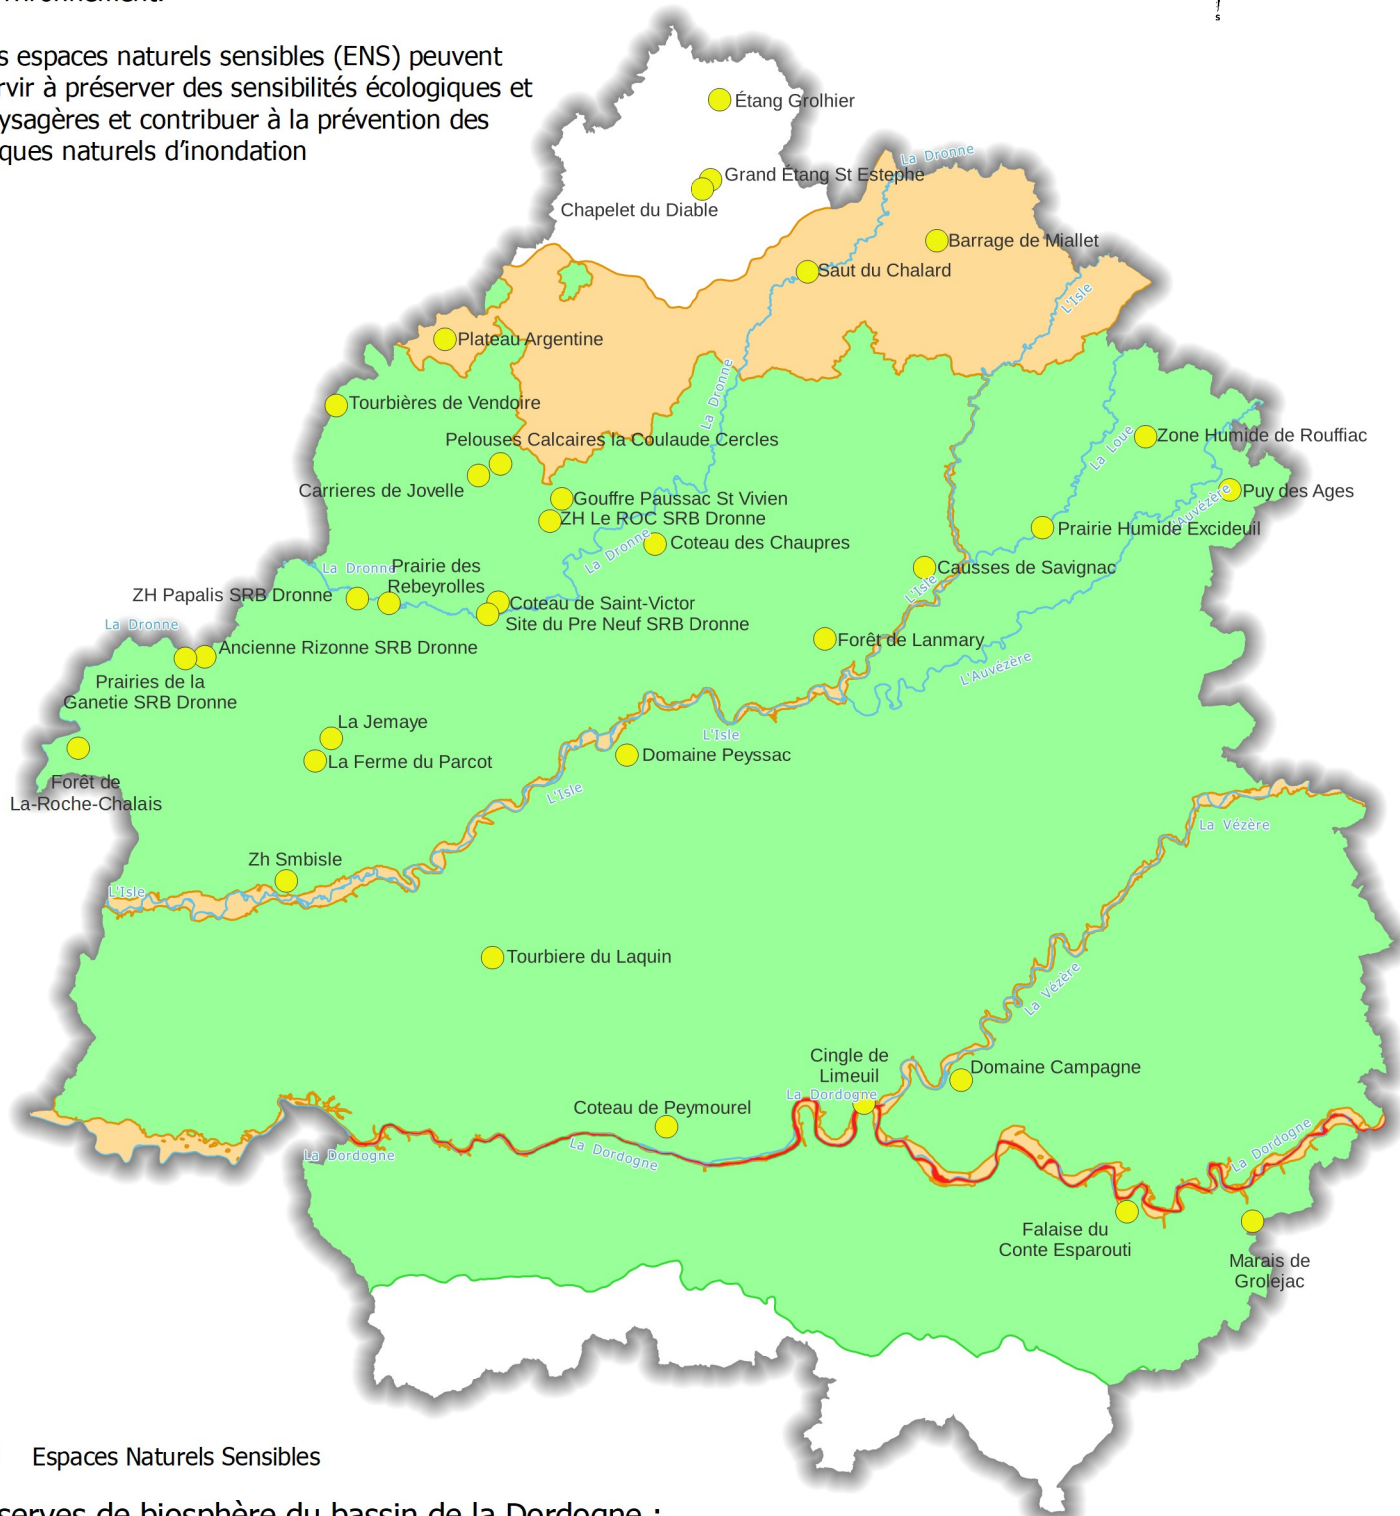 s espaces naturels sensibles (ENS) peuvent
rvir à préserver des sensibilités écologiques et
ysagères et contribuer à la prévention des
ques naturels d'inondation
s
Étang Grolhier
La Dronne
Grand Étang St Estephe
Chapelet du Diable
Barrage de Miallet
Saut du Chalard
L'Isle
Plateau Argentine
La Dronne
Tourbières de Vendoire
Pelouses Calcaires la Coulaude Cercles
La Loue
Zone Humide de Rouffiac
Carrieres de Jovelle
Puy des Ages
Gouffre Paussac St Vivien
L'Auvézère
ZH Le ROC SRB Dronne
Prairie Humide Excideuil
La Dronne
Coteau des Chaupres
Prairie des
Rebeyrolles
La Dronne
Causses de Savignac
L'Isle
ZH Papalis SRB Dronne
Coteau de Saint-Victor
Site du Pre Neuf SRB Dronne
La Dronne
Forêt de Lanmary
Ancienne Rizonne SRB Dronne
L'Auvézère
Prairies de la
Ganetie SRB Dronne
La Jemaye
L'Isle
La Ferme du Parcot
Domaine Peyssac
Forêt de
La-Roche-Chalais
L'Isle
La Vézère
Zh Smbisle
L'Isle
Tourbiere du Laquin
La Vézère
Cingle de
Limeuil
Domaine Campagne
La Dordogne
Coteau de Peymourel
La Dordogne
La Dordogne
La Dordogne
Falaise du
Conte Esparouti
Marais de
Grolejac
Espaces Naturels Sensibles
serves de biosphère du bassin de la Dordogne :